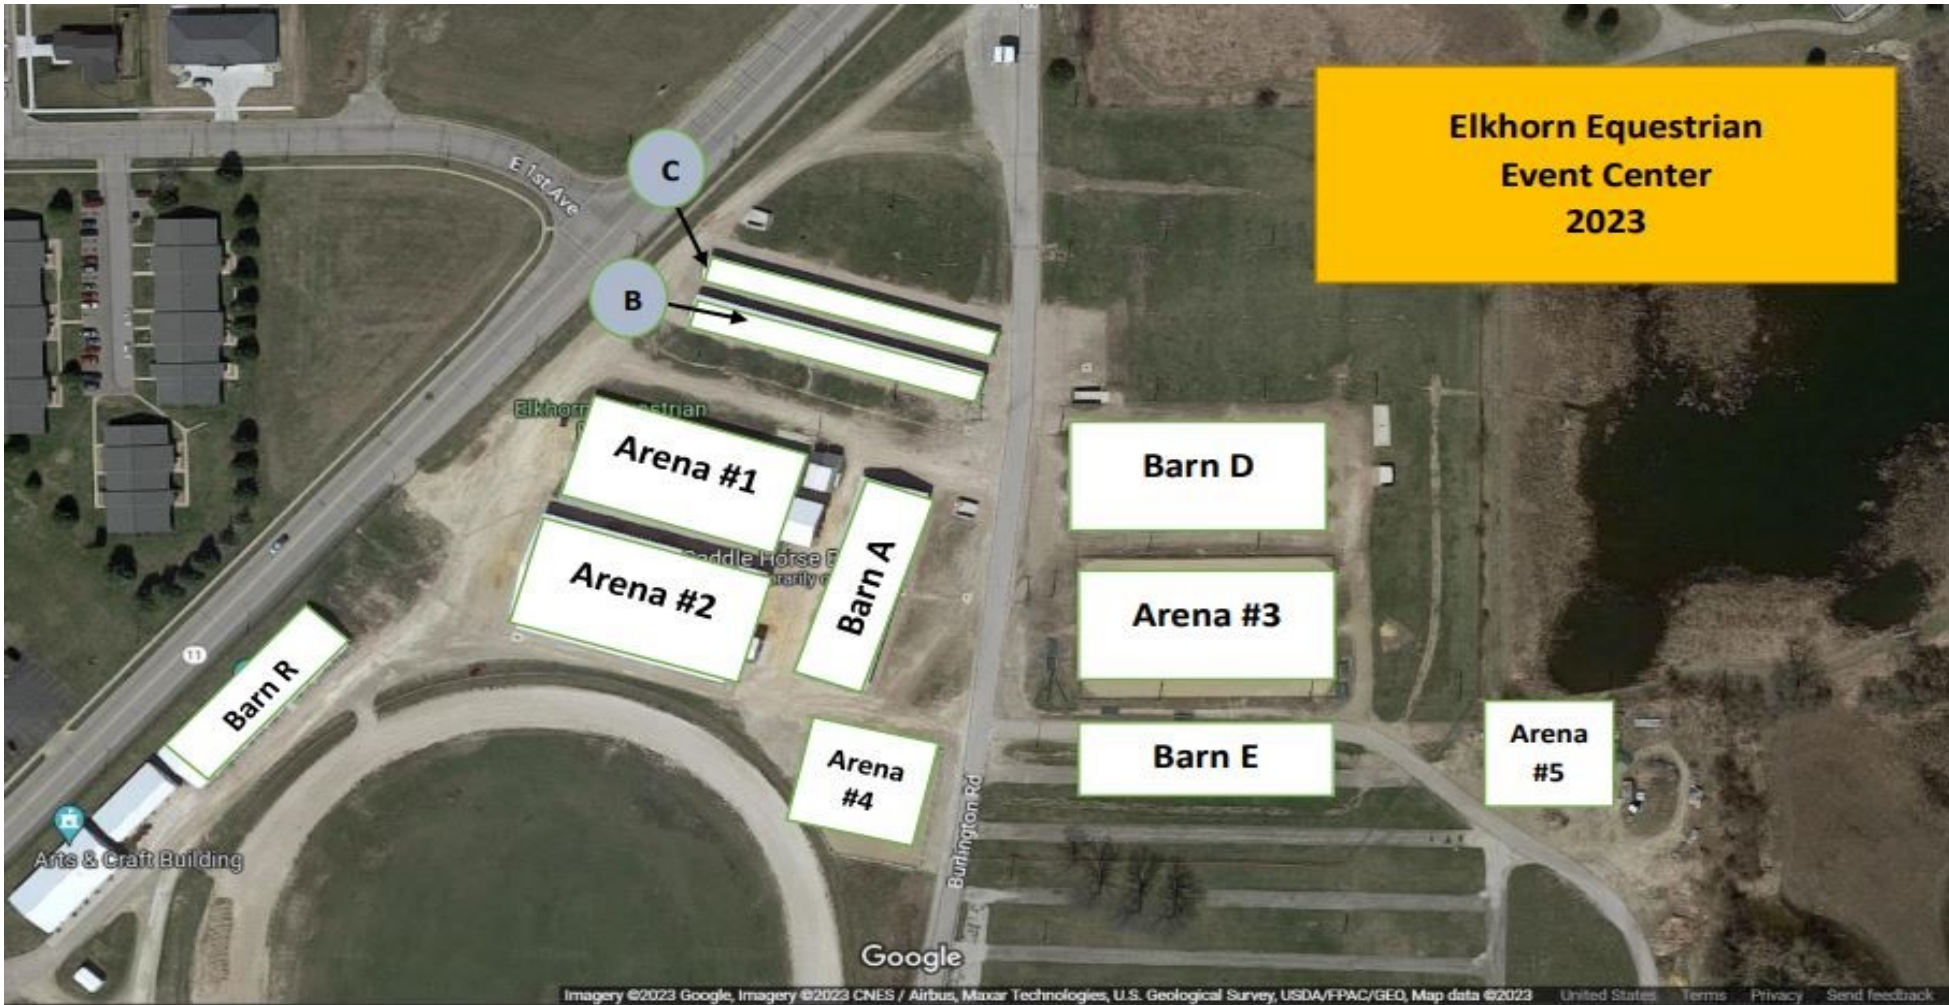 Elkhorn Equestrian
Event Center
2023
E 1st Ave
C
B
Elkhorn
Arena #1
Barn D
Arena #2
Barn A
Arena #3
11
Barn R
Arena
#4
Barn E
Arena
#5
Burlington Rd
Arts & Craft Building
Google
Imagery ©2023 Google, Imagery ©2023 CNES / Airbus, Maxar Technologies, U.S. Geological Survey, USDA/FPAC/GEO, Map data ©2023 United States Terms Privacy Send feedback